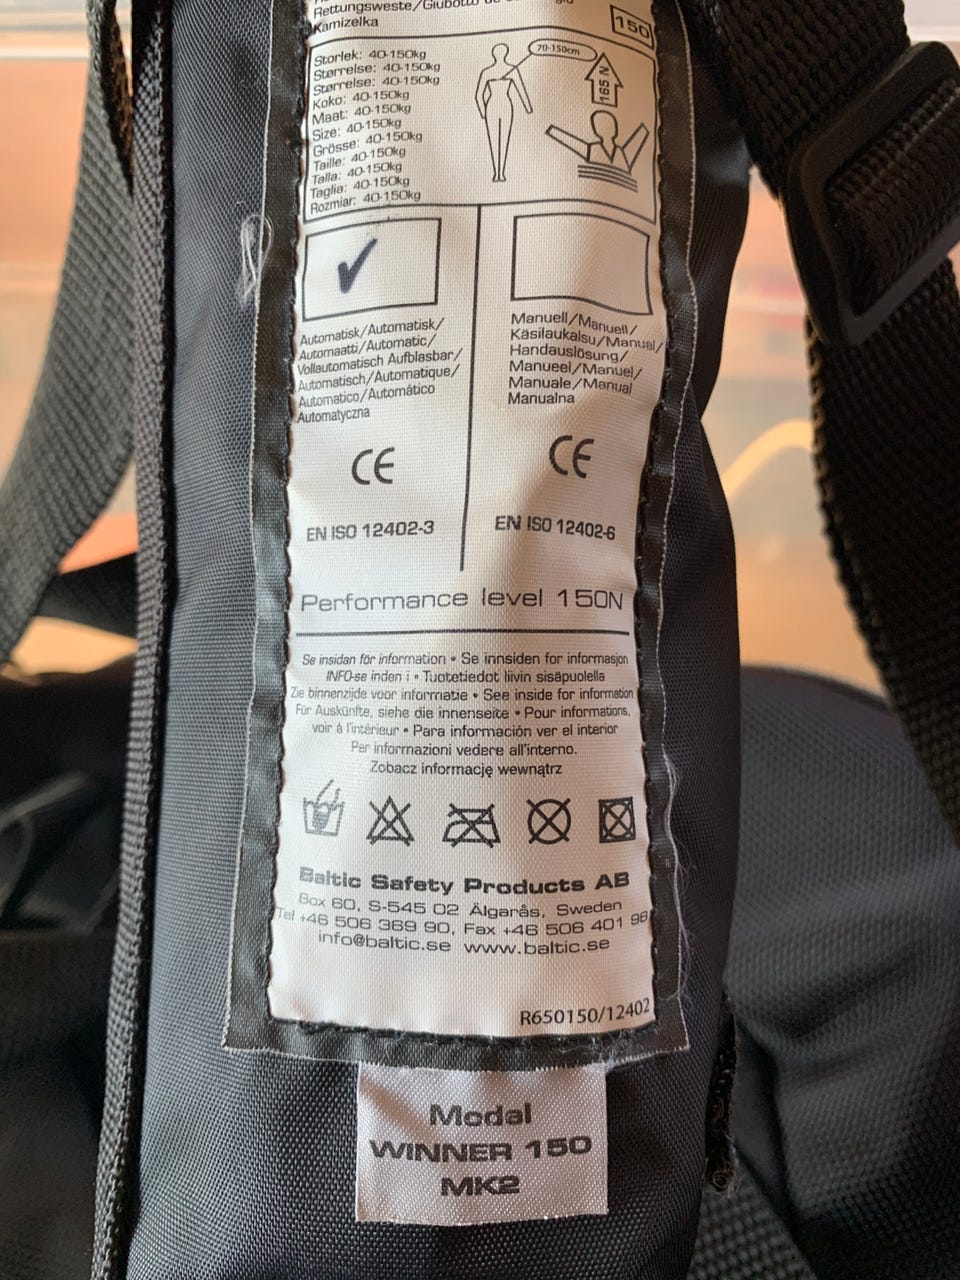 Rettungsweste/Giubotto
Kamizelka
150
Storlek: 40-150kg
Størrelse: 40-150kg
Størrelse: 40-150kg
Koko: 40-150kg
Maat: 40-150kg
Size: 40-150kg
Grösse: 40-150kg
Taille: 40-150kg
Talla: 40-150kg
Taglia: 40-150kg
Rozmiar: 40-150kg
70-150cm
165 N
Automatisk/Automatisk/
Automaatti/Automatic/
Vollautomatisch Aufblasbar/
Automatisch/Automatique/
Automatico/Automático
Automatyczna
CE
EN ISO 12402-3
Manuell/Manuell/
Käsilaukaisu/Manual/
Handauslösung/
Manueel/Manuel/
Manuale/Manual
Manualna
CE
EN ISO 12402-6
Performance level 150N
Se insidan för information • Se innsiden for informasjon
INFO-se inden i • Tuotetiedot liivin sisäpuolella
Zie binnenzijde voor informatie • See inside for information
Für Auskünfte, siehe die innenseite • Pour informations,
voir à l'intérieur • Para información ver el interior
Per informazioni vedere all'interno.
Zobacz informację wewnątrz
Baltic Safety Products AB
Box 60, S-545 02 Älgarås, Sweden
Tel +46 506 369 90, Fax +46 506 401 96
info@baltic.se www.baltic.se
R650150/12402
Modal
WINNER 150
MK2